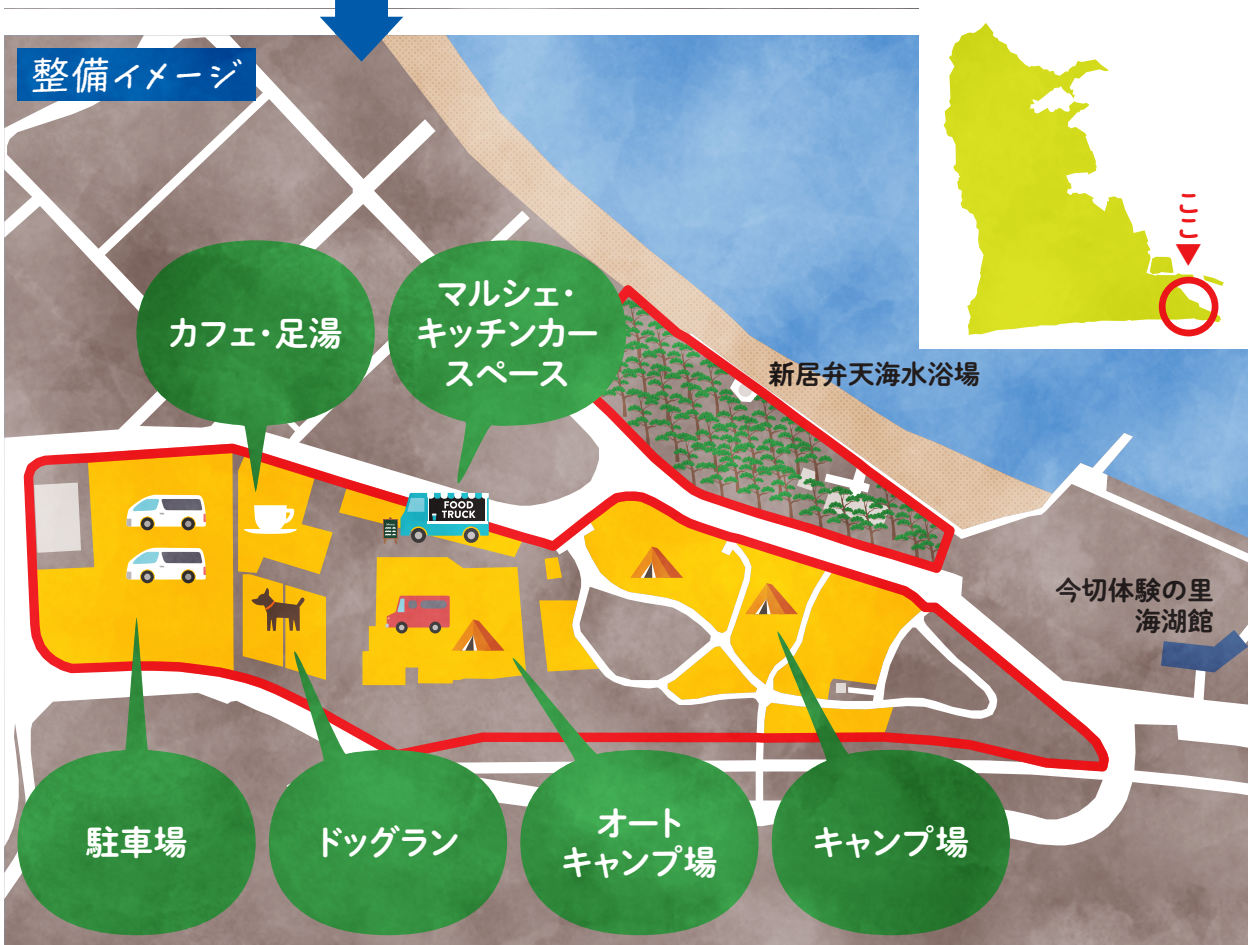 整備イメージ
ここ
カフェ・足湯
マルシェ・
キッチンカー
スペース
新居弁天海水浴場
FOOD
TRUCK
今切体験の里
海湖館
駐車場
ドッグラン
オート
キャンプ場
キャンプ場